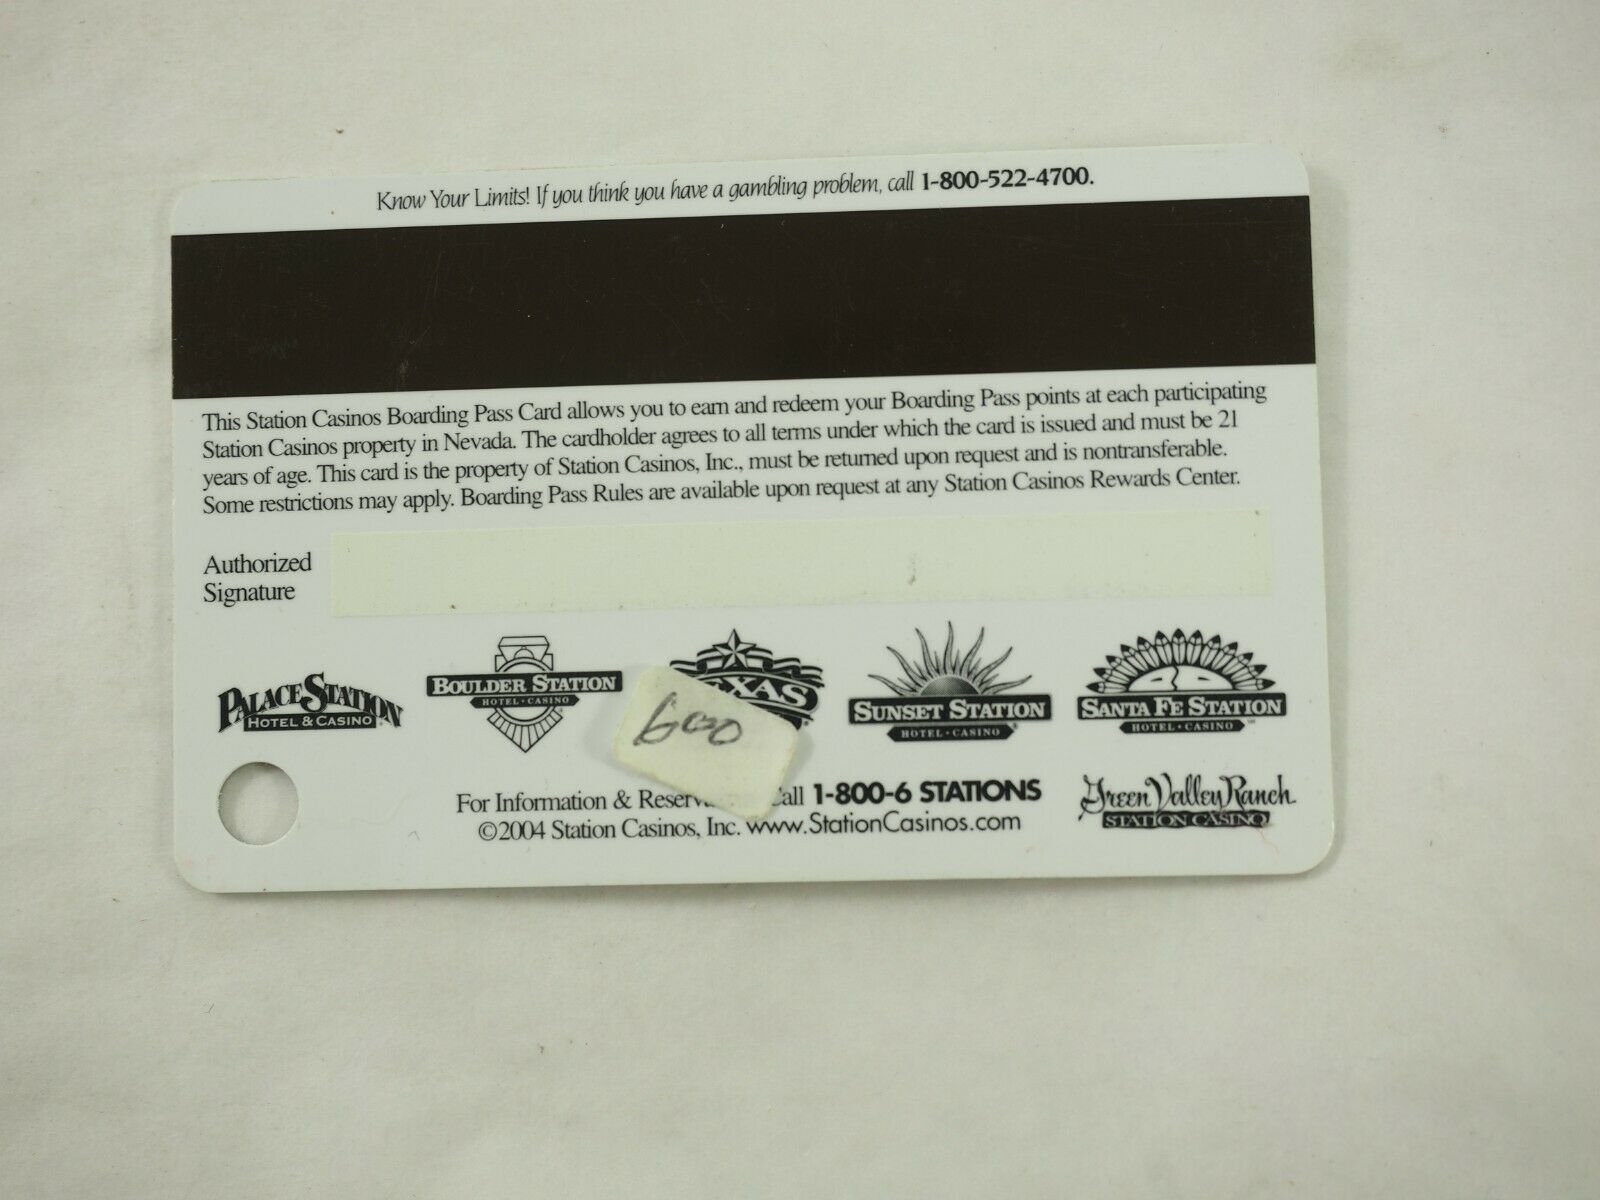 Know Your Limits! If you think you have a gambling problem, call 1-800-522-4700.
This Station Casinos Boarding Pass Card allows you to earn and redeem your Boarding Pass points at each participating
Station Casinos property in Nevada. The cardholder agrees to all terms under which the card is issued and must be 21
years of age. This card is the property of Station Casinos, Inc., must be returned upon request and is nontransferable.
Some restrictions may apply. Boarding Pass Rules are available upon request at any Station Casinos Rewards Center.
Authorized
Signature
PALACE STATION
HOTEL & CASINO
BOULDER STATION
HOTEL • CASINO
600
SUNSET STATION
HOTEL • CASINO
SANTA FE STATION
HOTEL • CASINO
For Information & 1-800-6 STATIONS
©2004 Station Casinos, Inc. www.StationCasinos.com
Green Valley Ranch
STATION CASINO